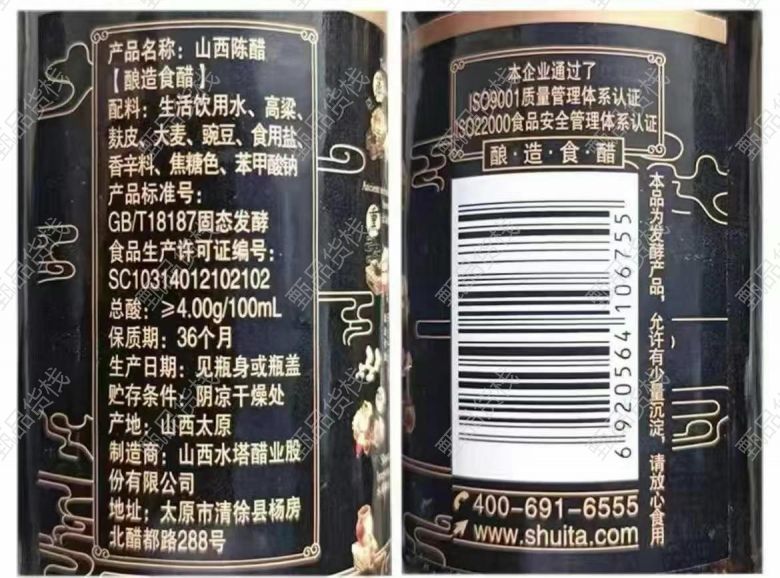 产品名称：山西陈醋
【酿造食醋】
配料：生活饮用水、高粱、
麸皮、大麦、豌豆、食用盐、
香辛料、焦糖色、苯甲酸钠
产品标准号：
GB/T18187固态发酵
食品生产许可证编号：
SC10314012102102
总酸：≥4.00g/100mL
保质期：36个月
生产日期：见瓶身或瓶盖
贮存条件：阴凉干燥处
产地：山西太原
制造商：山西水塔醋业股
份有限公司
地址：太原市清徐县杨房
北醋都路288号
本企业通过了
ISO9001质量管理体系认证
ISO22000食品安全管理体系认证
酿·造·食·醋
6920564106755
本品为发酵产品，允许有少量沉淀，请放心食用
400-691-6555
www.shuita.com
甄品货栈